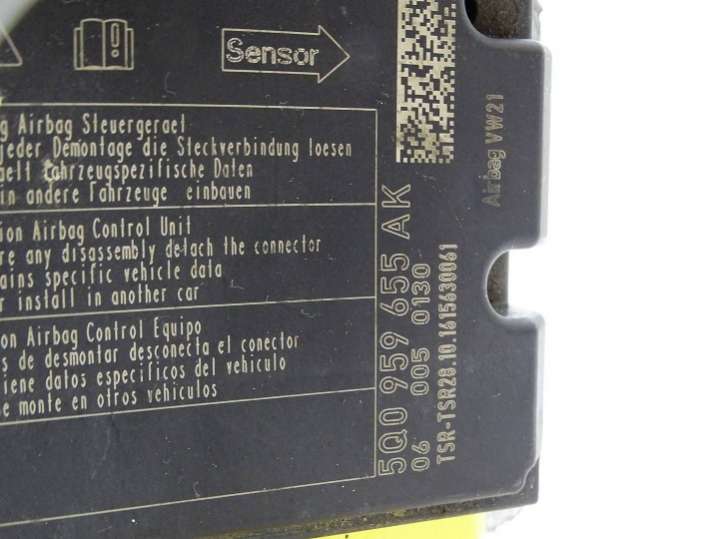 Sensor
Airbag Steuergeraet
jeder Demontage die Steckverbindung loesen
aelt fahrzeugspezifische Daten
in andere Fahrzeuge einbauen
ion Airbag Control Unit
re any disassembly detach the connector
ains specific vehicle data
r install in another car
on Airbag Control Equipo
s de desmontar desconecta el conector
iene datos especificos del vehiculo
se monte en otros vehiculos
5Q0 959 655 AK
06 005 0130
TSR-TSR28.10.1615630061
Airbag VW21